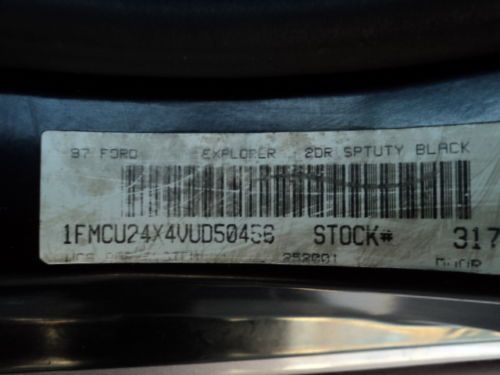 97 FORD EXPLORER 2DR SPTUTY BLACK
1FMCU24X4VUD50456 STOCK# 317
252001